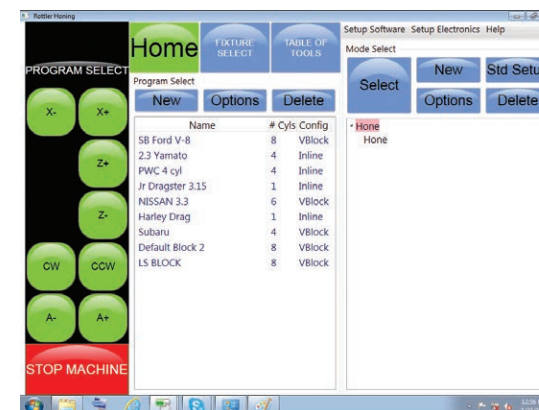 Rottler Honing
Setup Software Setup Electronics Help
Home
FIXTURE SELECT
TABLE OF TOOLS
Mode Select
PROGRAM SELECT
Program Select
New Options Delete
Select
New
Std Setu
Options
Delete
Name # Cyls Config
SB Ford V-8 8 VBlock
2.3 Yamato 4 Inline
PWC 4 cyl 4 Inline
Jr Dragster 3.15 1 Inline
NISSAN 3.3 6 VBlock
Harley Drag 1 Inline
Subaru 4 VBlock
Default Block 2 8 VBlock
LS BLOCK 8 VBlock
Hone
Hone
X- X+
Z+
Z-
CW CCW
A- A+
STOP MACHINE